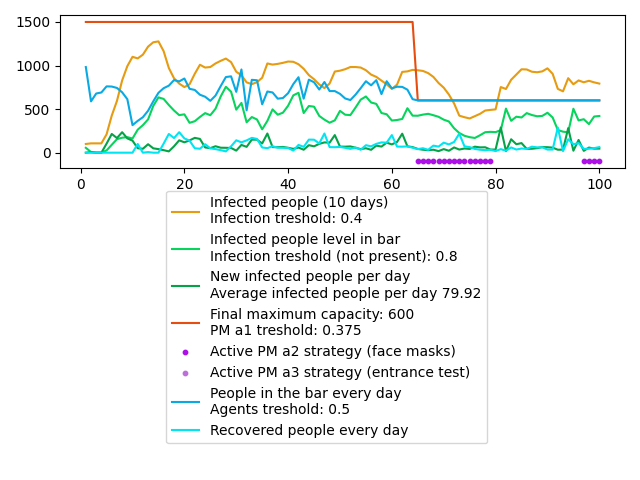 1500
1000
500
0
0
20
40
60
80
100
Infected people (10 days)
Infection treshold: 0.4
Infected people level in bar
Infection treshold (not present): 0.8
New infected people per day
Average infected people per day 79.92
Final maximum capacity: 600
PM a1 treshold: 0.375
Active PM a2 strategy (face masks)
Active PM a3 strategy (entrance test)
People in the bar every day
Agents treshold: 0.5
Recovered people every day